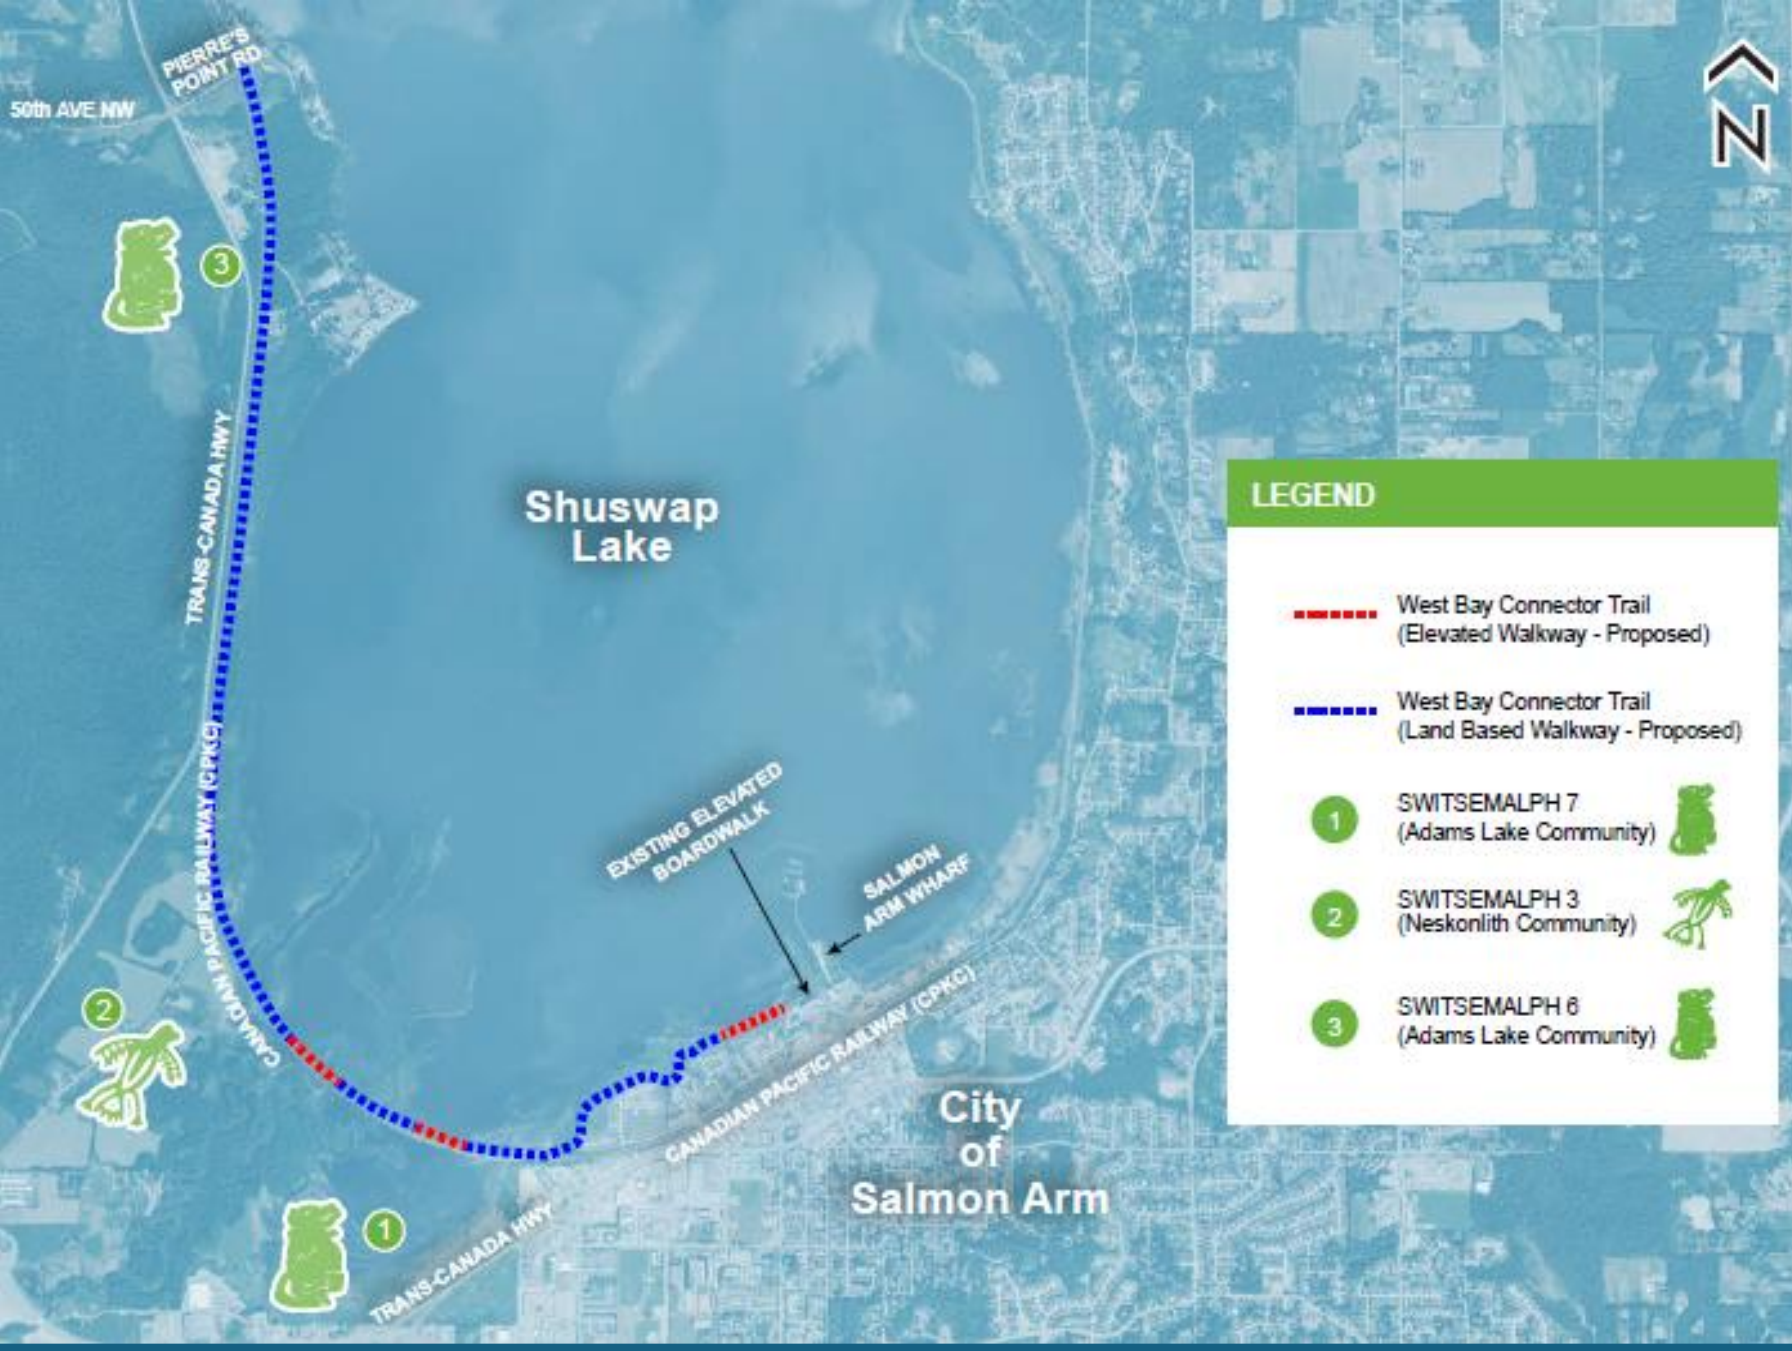 PIERRE'S
POINT RD
50th AVE NW
N
3
TRANS-CANADA HWY
Shuswap
Lake
LEGEND
West Bay Connector Trail
(Elevated Walkway - Proposed)
West Bay Connector Trail
(Land Based Walkway - Proposed)
1
SWITSEMALPH 7
(Adams Lake Community)
2
SWITSEMALPH 3
(Neskonlith Community)
3
SWITSEMALPH 6
(Adams Lake Community)
CANADIAN PACIFIC RAILWAY (CPKC)
EXISTING ELEVATED
BOARDWALK
SALMON
ARM WHARF
2
CANADIAN PACIFIC RAILWAY (CPKC)
City
of
Salmon Arm
1
TRANS-CANADA HWY